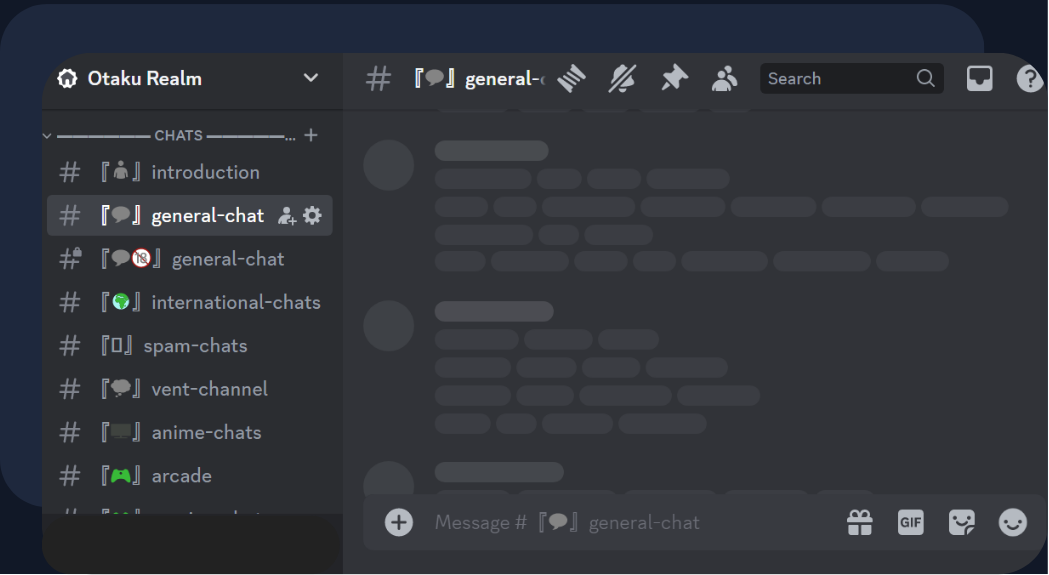 Otaku Realm
CHATS
# 『💬』 introduction
# 『💬』 general-chat
# 『💬🔞』 general-chat
# 『🌍』 international-chats
# 『▯』 spam-chats
# 『💭』 vent-channel
# 『🖥』 anime-chats
# 『🎮』 arcade
# 『💬』 general-
Search
Message # 『💬』 general-chat
GIF